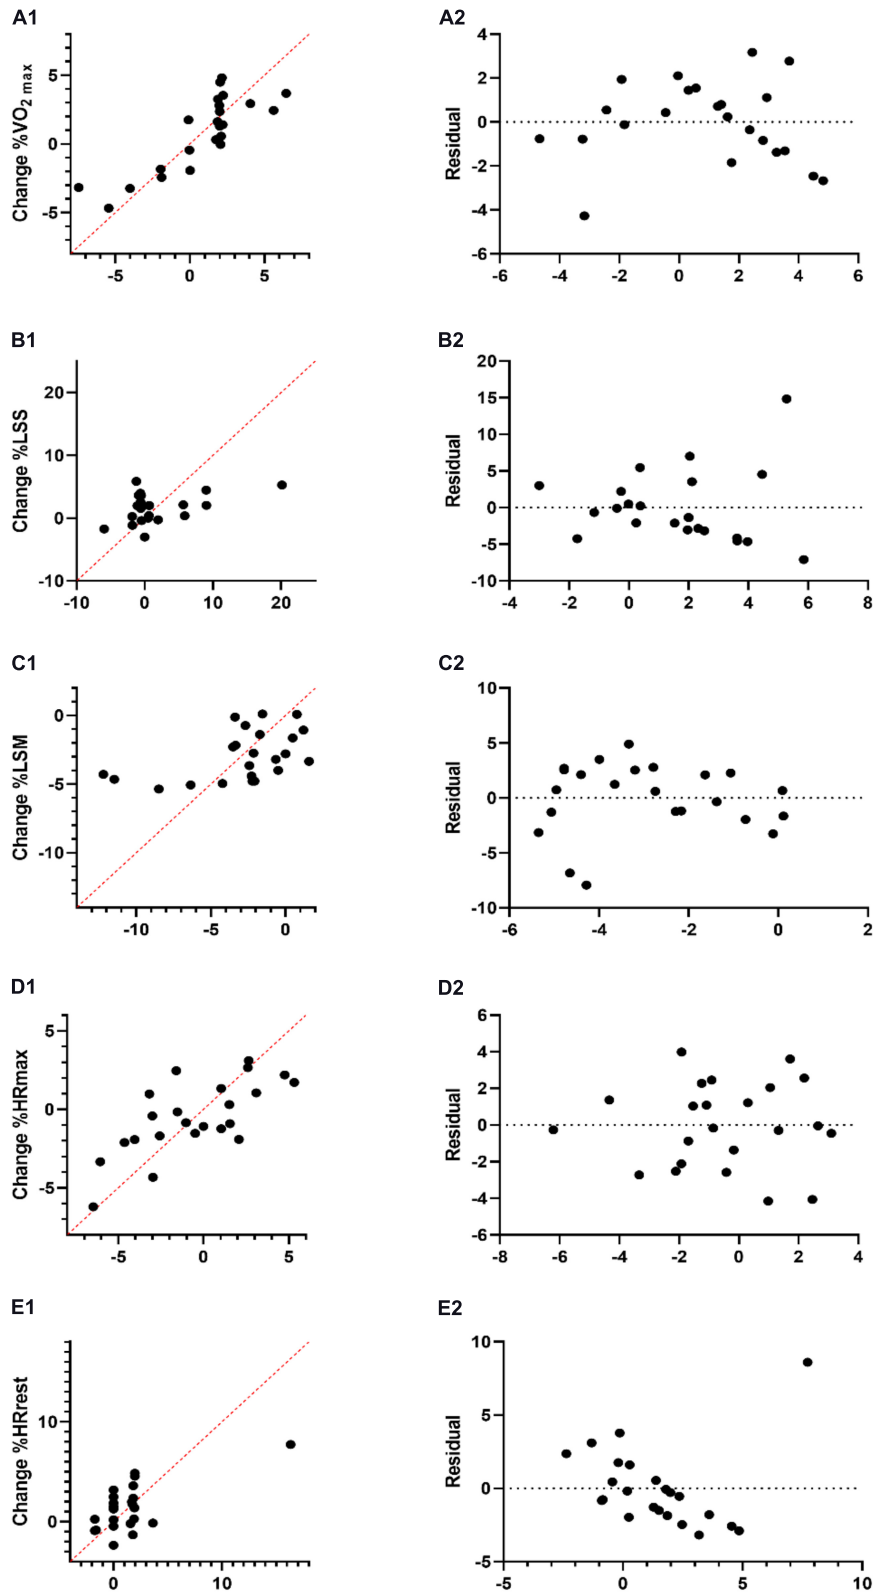 A1 A2
Change %VO2 max
5
0
-5
-5 0 5
Residual
4
2
0
-2
-4
-6
-6 -4 -2 0 2 4 6
B1 B2
Change %LSS
20
10
0
-10
-10 0 10 20
Residual
20
15
10
5
0
-5
-10
-4 -2 0 2 4 6 8
C1 C2
Change %LSM
0
-5
-10
-10 -5 0
Residual
10
5
0
-5
-10
-6 -4 -2 0 2
D1 D2
Change %HRmax
5
0
-5
-5 0 5
Residual
6
4
2
0
-2
-4
-6
-8 -6 -4 -2 0 2 4
E1 E2
Change %HRrest
10
0
0 10
Residual
10
5
0
-5
-5 0 5 10